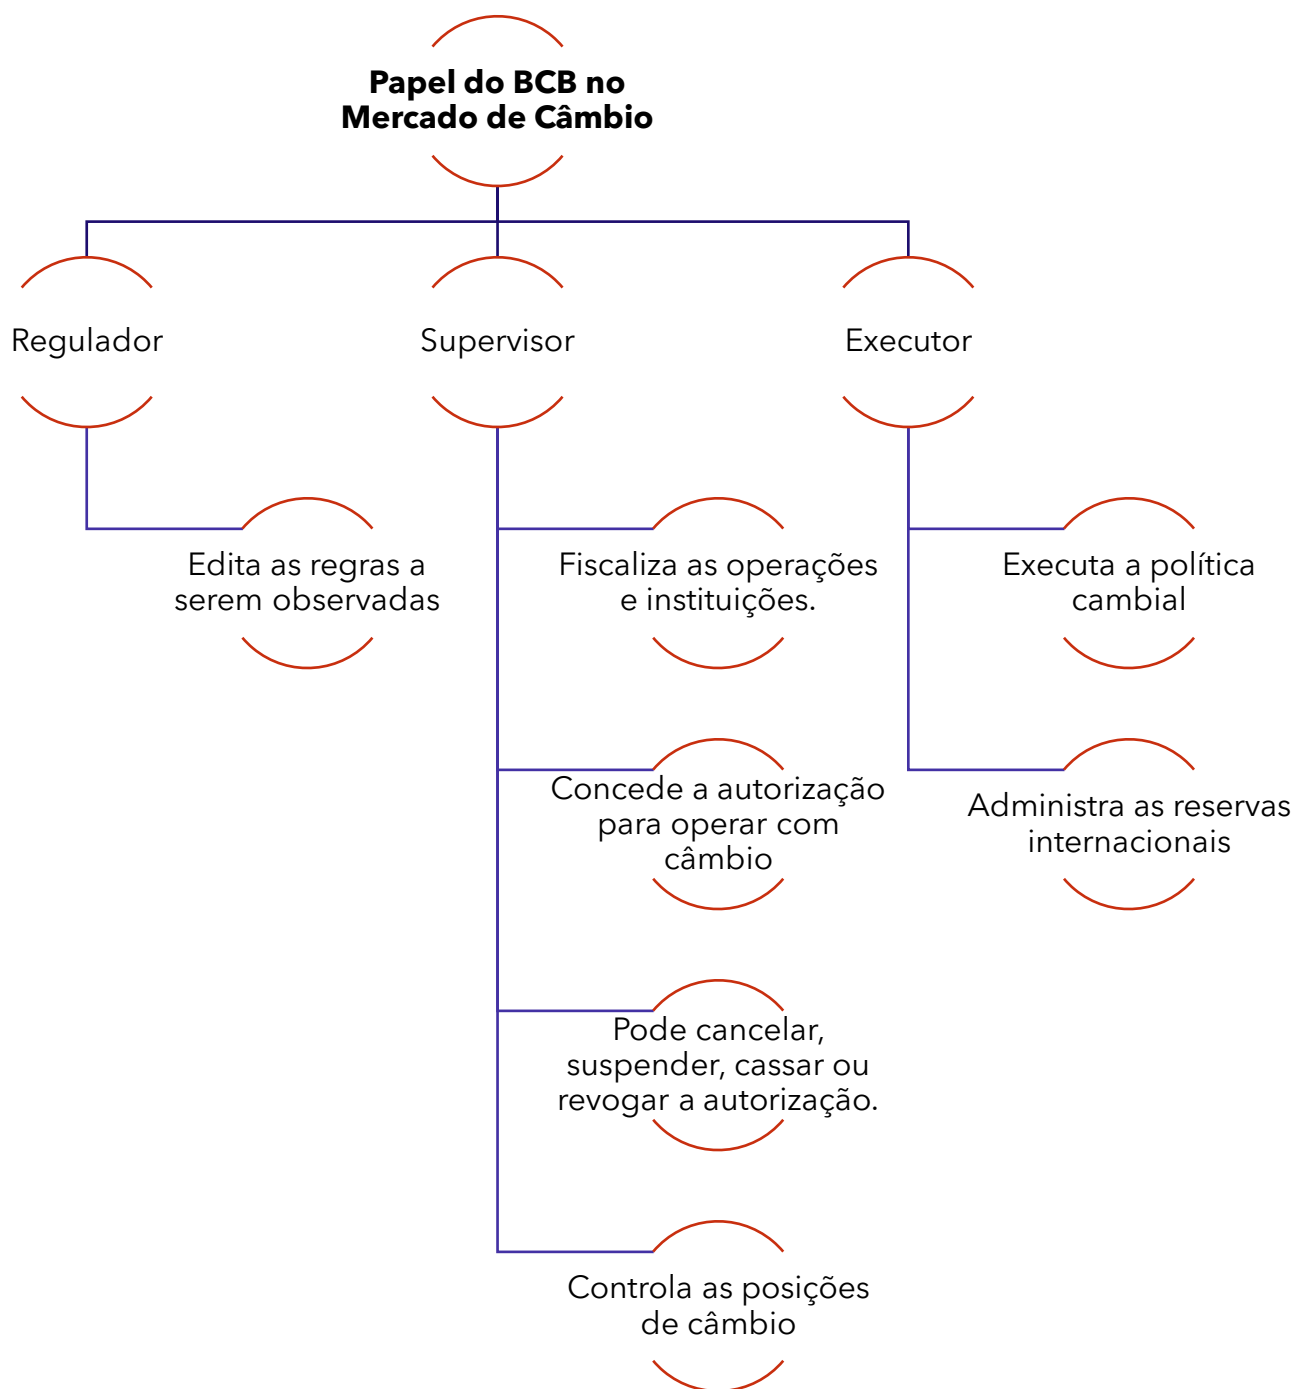 Papel do BCB no
Mercado de Câmbio
Regulador
Supervisor
Executor
Edita as regras a
serem observadas
Fiscaliza as operações
e instituições.
Executa a política
cambial
Concede a autorização
para operar com
câmbio
Administra as reservas
internacionais
Pode cancelar,
suspender, cassar ou
revogar a autorização.
Controla as posições
de câmbio